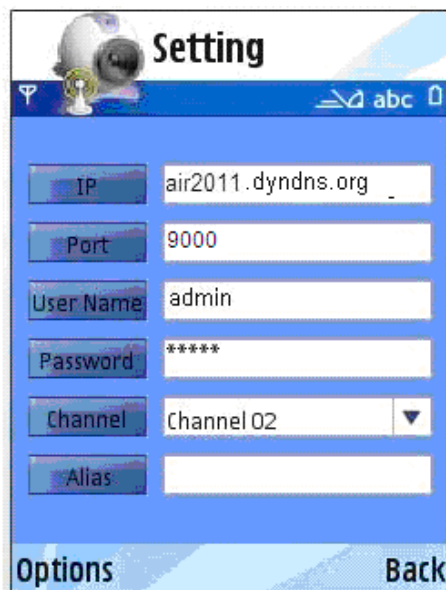 Setting
abc
IP air2011.dyndns.org
Port 9000
User Name admin
Password *****
Channel Channel 02
Alias
Options Back